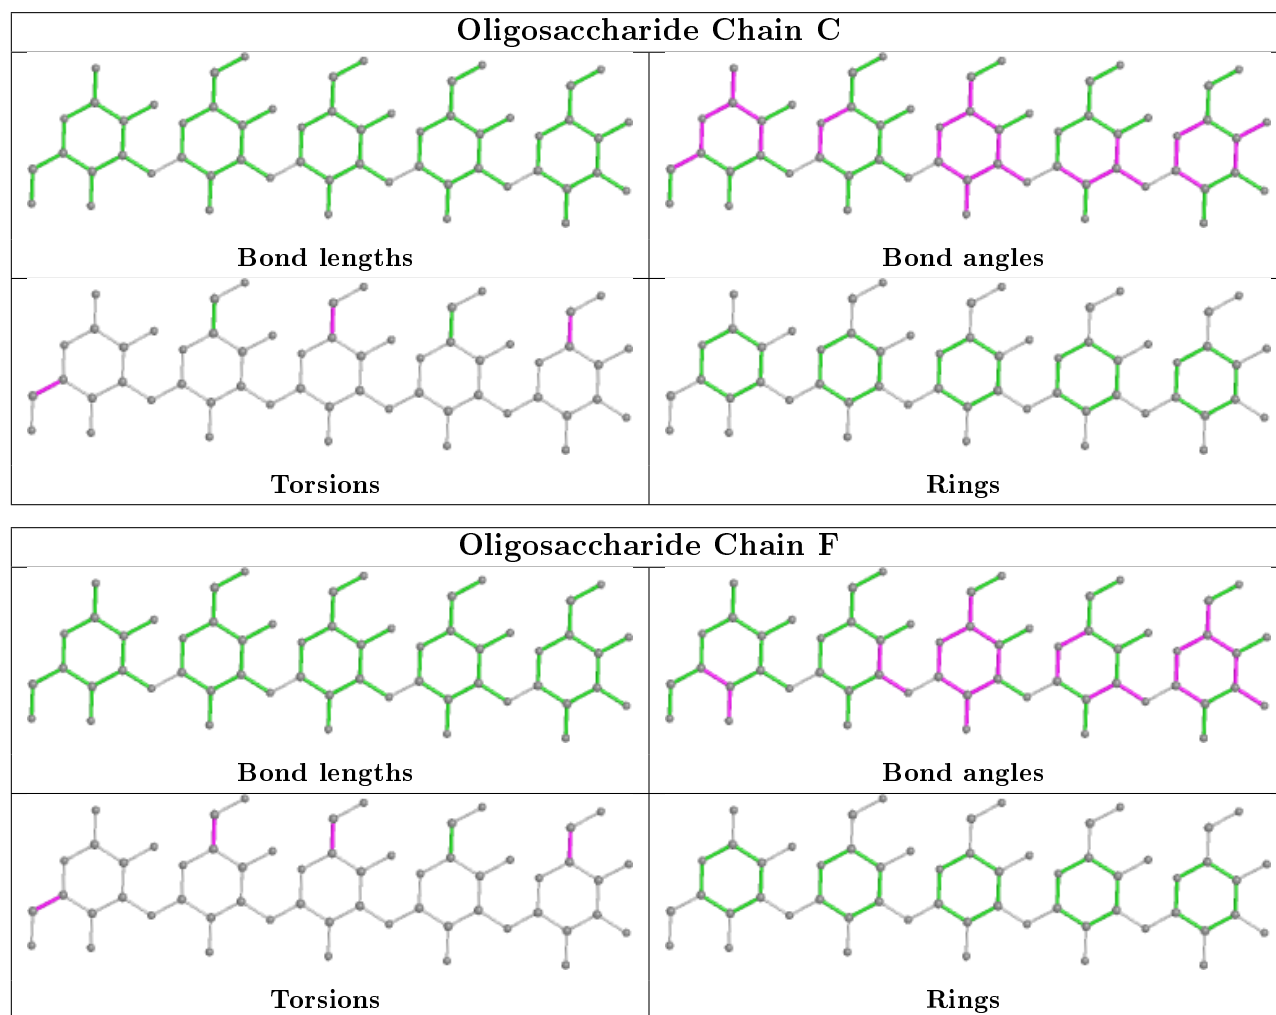 Oligosaccharide Chain C
Bond lengths
Bond angles
Torsions
Rings
Oligosaccharide Chain F
Bond lengths
Bond angles
Torsions
Rings